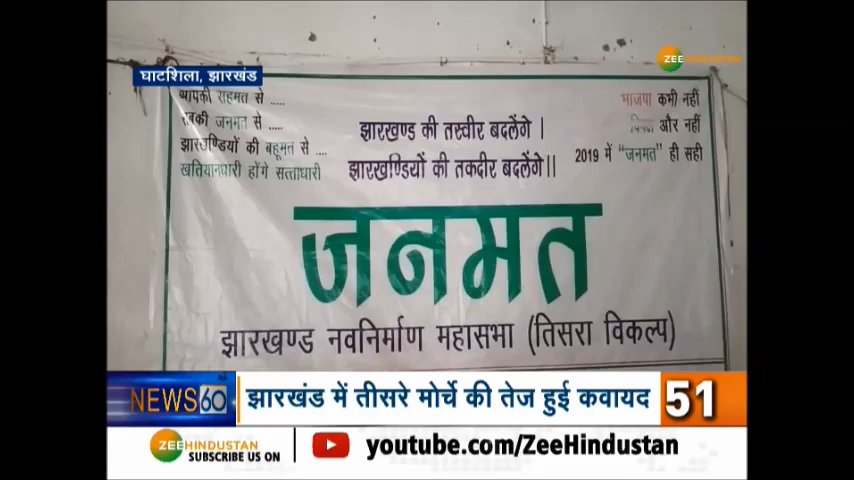 ZEE HINDUSTAN
घाटशिला, झारखंड
आपकी सहमत से .....
सबकी जनमत से .....
झारखण्डियों की बहूमत से ....
खतियानधारी होंगे सत्ताधारी
झारखण्ड की तस्वीर बदलेंगे।
झारखण्डियों की तकदीर बदलेंगे।।
भाजपा कभी नहीं
और नहीं
2019 में "जनमत" ही सही
जनमत
झारखण्ड नवनिर्माण महासभा (तिसरा विकल्प)
NEWS60
झारखंड में तीसरे मोर्चे की तेज हुई कवायद
51
ZEE HINDUSTAN
SUBSCRIBE US ON
youtube.com/ZeeHindustan